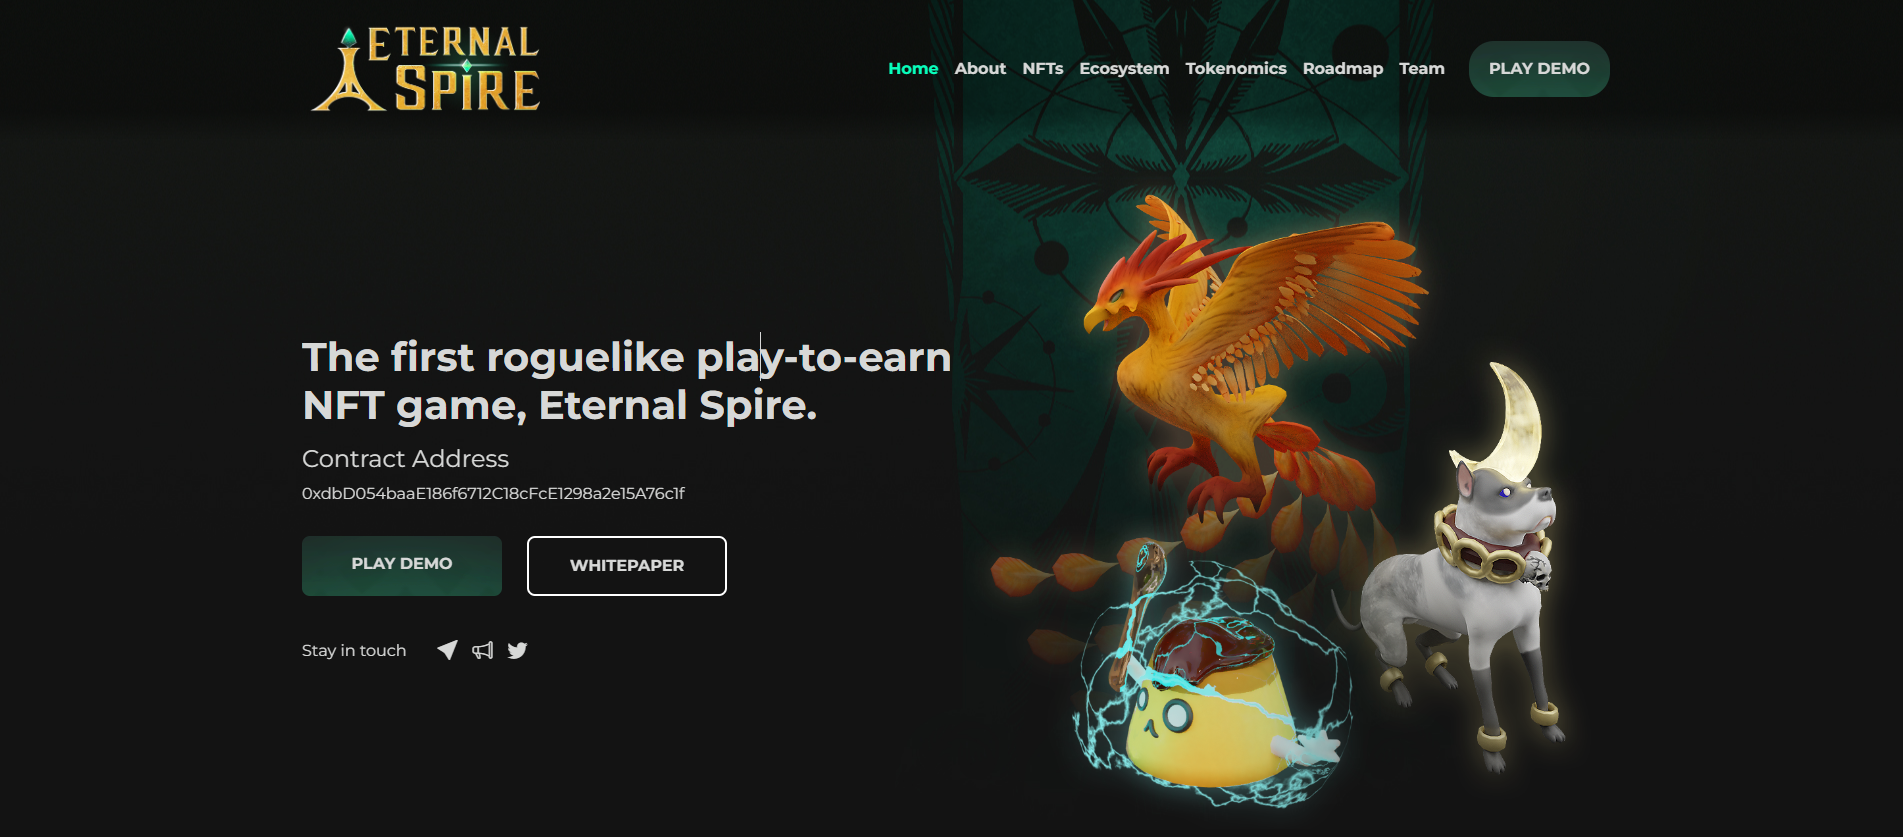 ETERNAL
SPIRE
Home About NFTs Ecosystem Tokenomics Roadmap Team PLAY DEMO
The first roguelike play-to-earn
NFT game, Eternal Spire.
Contract Address
0xdbD054baaE186f6712C18cFcE1298a2e15A76c1f
PLAY DEMO WHITEPAPER
Stay in touch